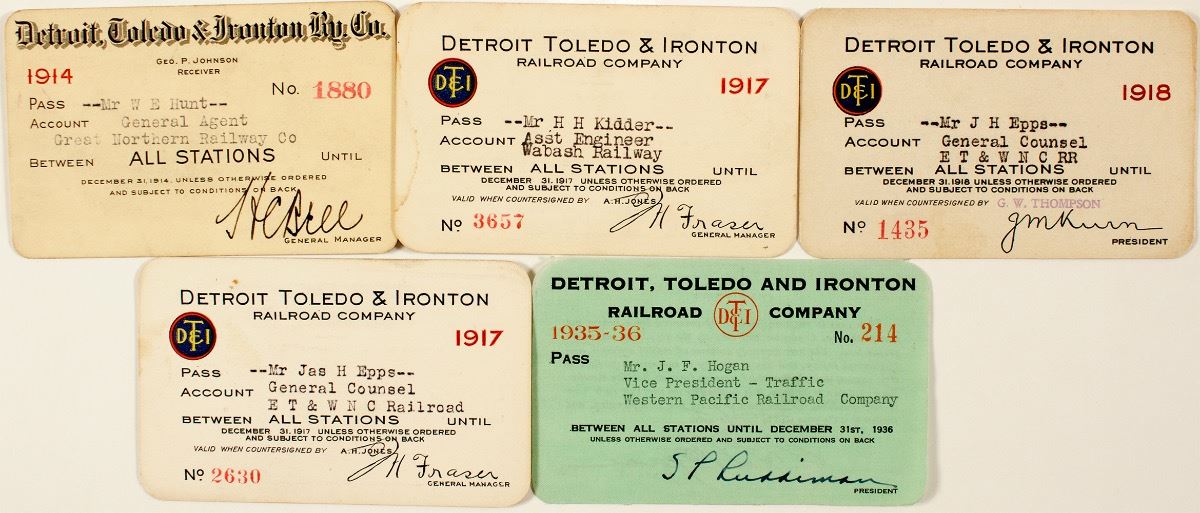 Detroit, Toledo & Ironton Ry. Co.
GEO. P. JOHNSON
RECEIVER
1914
No. 1880
PASS --Mr W E Hunt--
ACCOUNT General Agent
Great Northern Railway Co
BETWEEN ALL STATIONS UNTIL
DECEMBER 31, 1914, UNLESS OTHERWISE ORDERED
AND SUBJECT TO CONDITIONS ON BACK
GENERAL MANAGER
DETROIT TOLEDO & IRONTON
RAILROAD COMPANY
DT&I
1917
PASS --Mr H H Kidder--
ACCOUNT Asst Engineer
Wabash Railway
BETWEEN ALL STATIONS UNTIL
DECEMBER 31, 1917 UNLESS OTHERWISE ORDERED
AND SUBJECT TO CONDITIONS ON BACK
VALID WHEN COUNTERSIGNED BY A.H.JONES
No 3657
Fraser
GENERAL MANAGER
DETROIT TOLEDO & IRONTON
RAILROAD COMPANY
DT&I
1918
PASS --Mr J H Epps--
ACCOUNT General Counsel
E T & W N C RR
BETWEEN ALL STATIONS UNTIL
DECEMBER 31, 1918 UNLESS OTHERWISE ORDERED
AND SUBJECT TO CONDITIONS ON BACK
VALID WHEN COUNTERSIGNED BY G. W. THOMPSON
No 1435
JM Kurn
PRESIDENT
DETROIT TOLEDO & IRONTON
RAILROAD COMPANY
DT&I
1917
PASS --Mr Jas H Epps--
ACCOUNT General Counsel
E T & W N C Railroad
BETWEEN ALL STATIONS UNTIL
DECEMBER 31, 1917 UNLESS OTHERWISE ORDERED
AND SUBJECT TO CONDITIONS ON BACK
VALID WHEN COUNTERSIGNED BY A.H.JONES
No 2630
Fraser
GENERAL MANAGER
DETROIT, TOLEDO AND IRONTON
RAILROAD DT&I COMPANY
1935-36
No. 214
PASS
Mr. J. F. Hogan
Vice President - Traffic
Western Pacific Railroad Company
BETWEEN ALL STATIONS UNTIL DECEMBER 31ST, 1936
UNLESS OTHERWISE ORDERED AND SUBJECT TO CONDITIONS ON BACK
S P Ruddiman
PRESIDENT